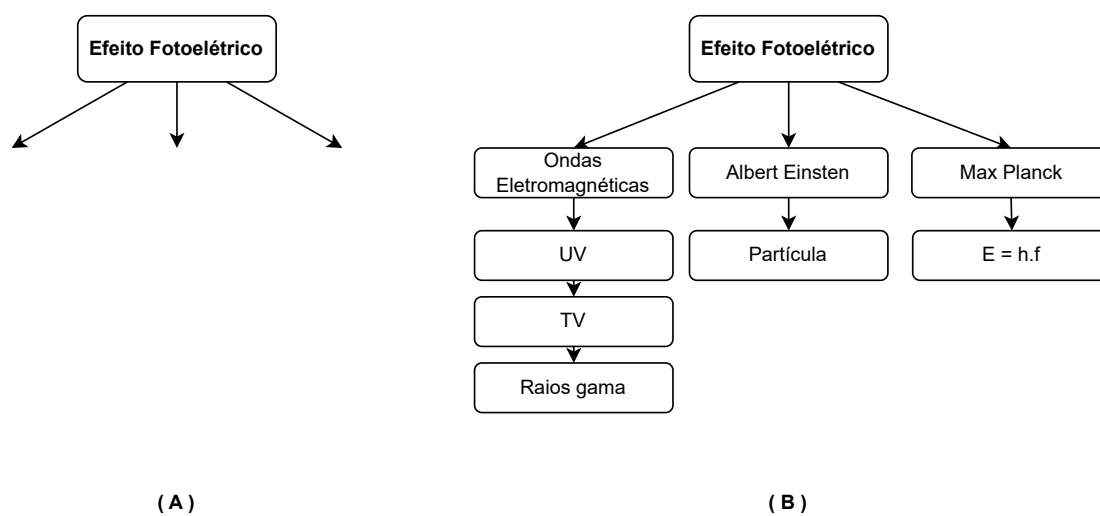 Efeito Fotoelétrico
Efeito Fotoelétrico
Ondas
Eletromagnéticas
Albert Einsten
Max Planck
UV
Partícula
E = h.f
TV
Raios gama
( A )
( B )